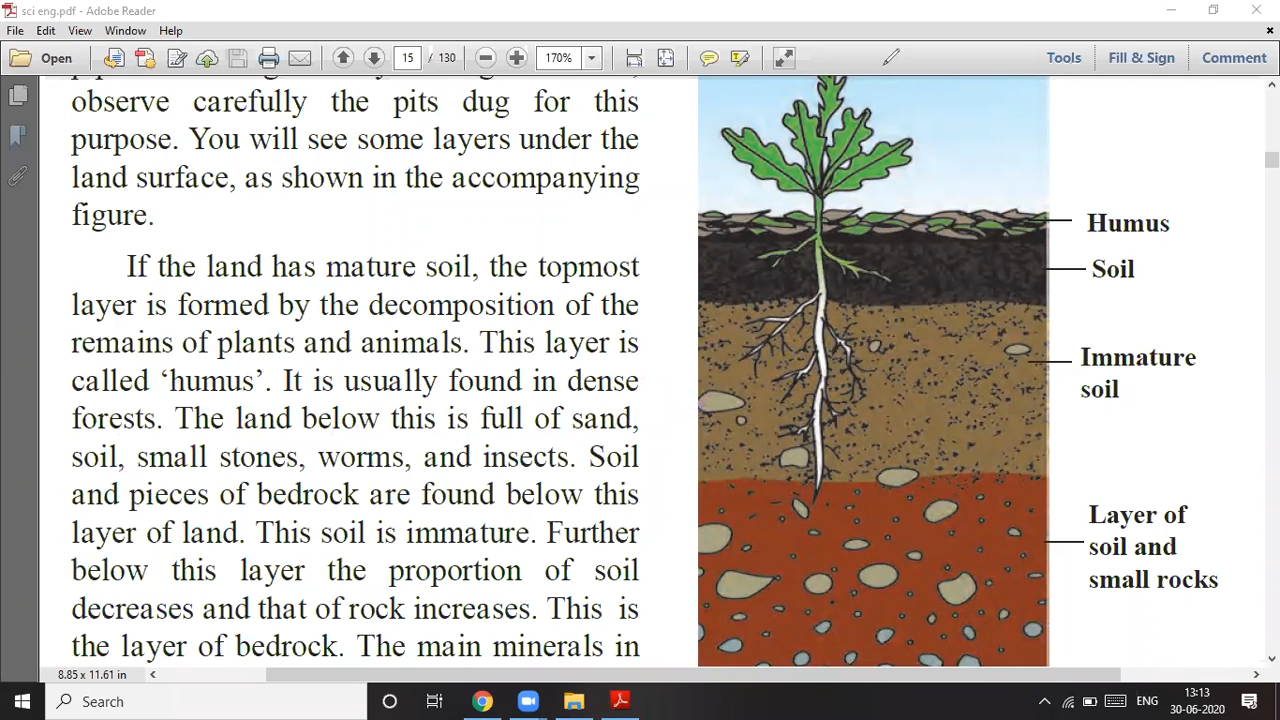 sci eng.pdf - Adobe Reader
File Edit View Window Help
Open 15 / 130 170% Tools Fill & Sign Comment
observe carefully the pits dug for this
purpose. You will see some layers under the
land surface, as shown in the accompanying
figure.
If the land has mature soil, the topmost
layer is formed by the decomposition of the
remains of plants and animals. This layer is
called ‘humus’. It is usually found in dense
forests. The land below this is full of sand,
soil, small stones, worms, and insects. Soil
and pieces of bedrock are found below this
layer of land. This soil is immature. Further
below this layer the proportion of soil
decreases and that of rock increases. This is
the layer of bedrock. The main minerals in
Humus
Soil
Immature
soil
Layer of
soil and
small rocks
8.85 x 11.61 in
Search
ENG
13:13
30-06-2020